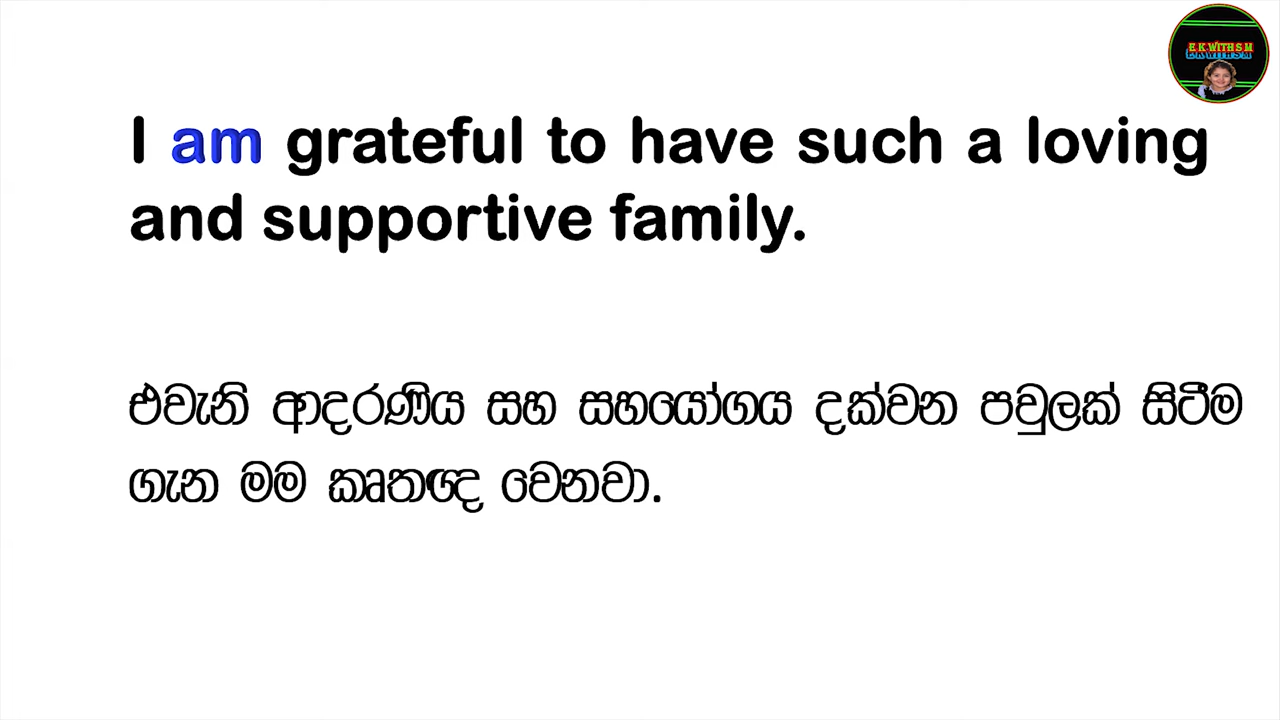 E K WITH S M
I am grateful to have such a loving
and supportive family.
එවැනි ආදරණිය සහ සහයෝගය දක්වන පවුලක් සිටීම
ගැන මම කෘතඥ වෙනවා.